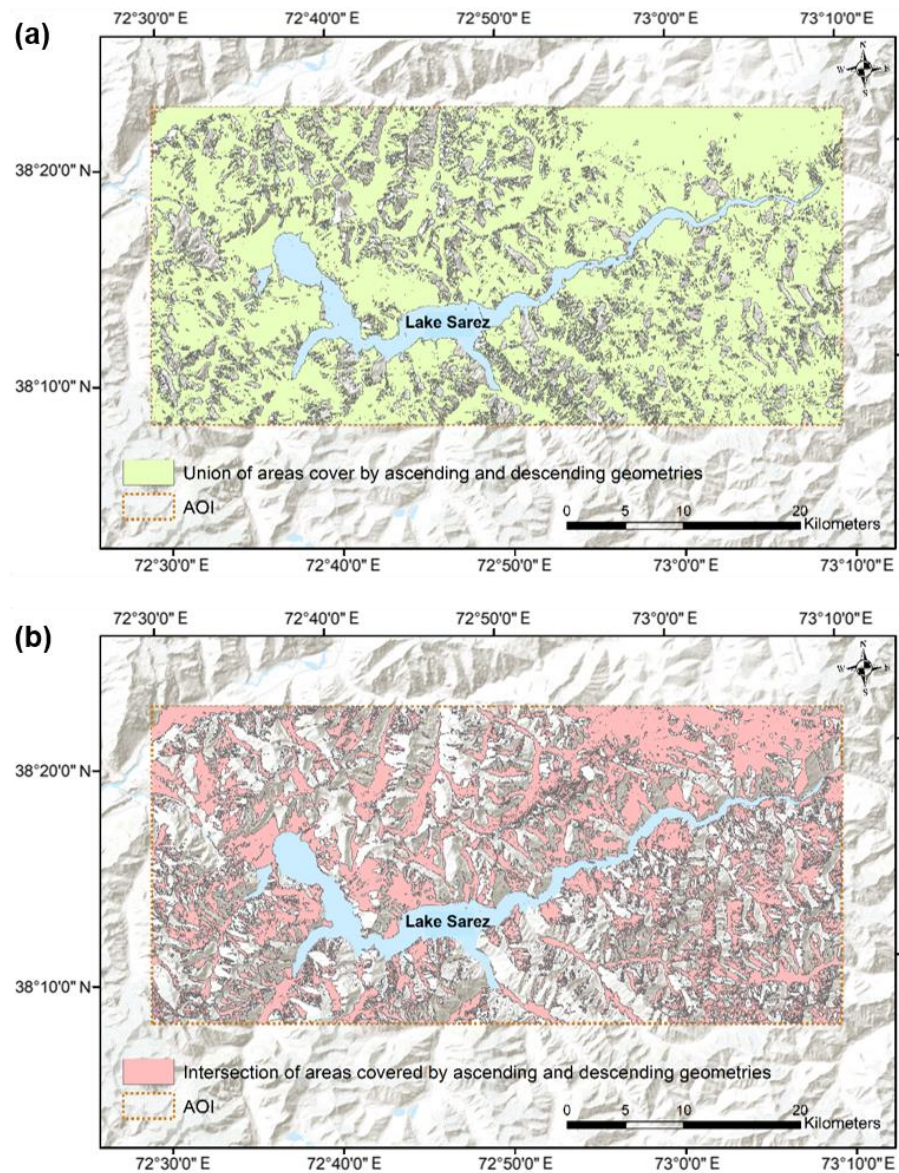 (a)
72°30'0" E 72°40'0" E 72°50'0" E 73°0'0" E 73°10'0" E
N
W E
S
38°20'0" N
Lake Sarez
38°10'0" N
Union of areas cover by ascending and descending geometries
AOI
0 5 10 20
Kilometers
72°30'0" E 72°40'0" E 72°50'0" E 73°0'0" E 73°10'0" E
(b)
72°30'0" E 72°40'0" E 72°50'0" E 73°0'0" E 73°10'0" E
N
W E
S
38°20'0" N
Lake Sarez
38°10'0" N
Intersection of areas covered by ascending and descending geometries
AOI
0 5 10 20
Kilometers
72°30'0" E 72°40'0" E 72°50'0" E 73°0'0" E 73°10'0" E